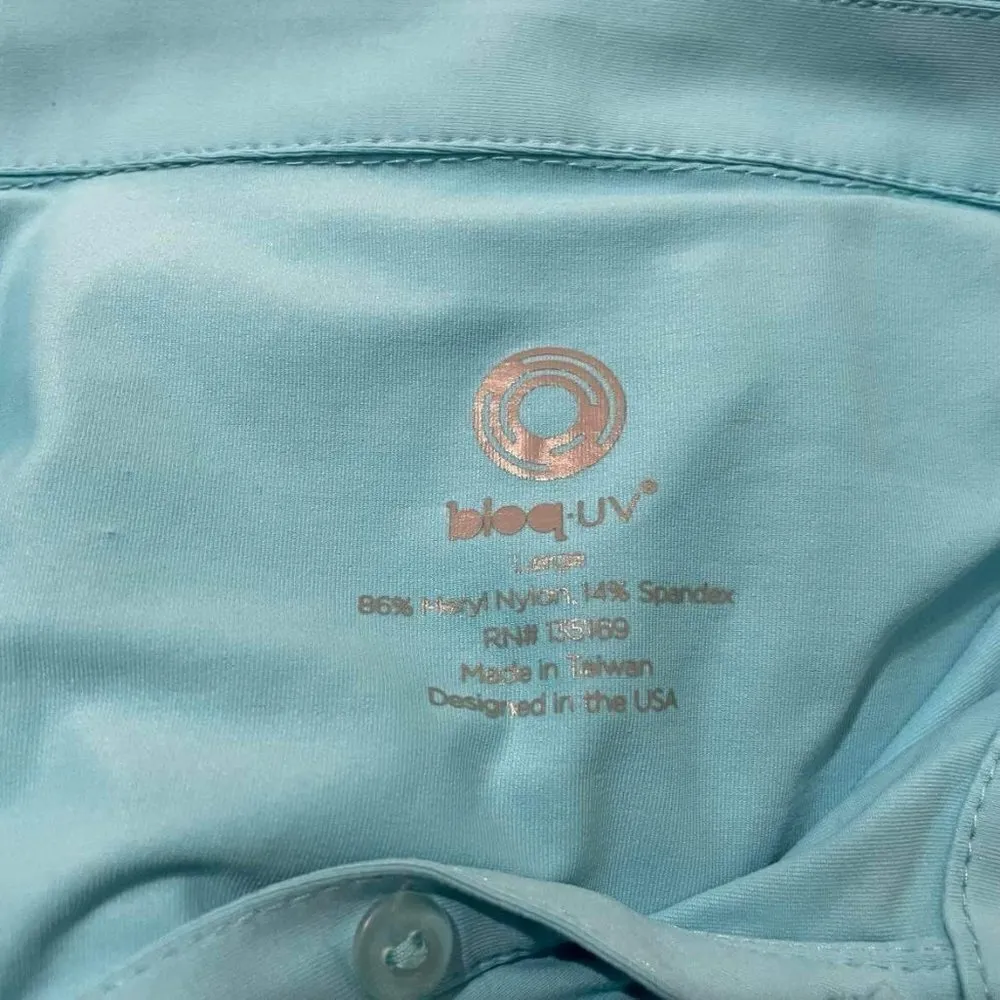 bloq·UV®
Large
86% Meryl Nylon, 14% Spandex
RN# 135169
Made in Taiwan
Designed in the USA